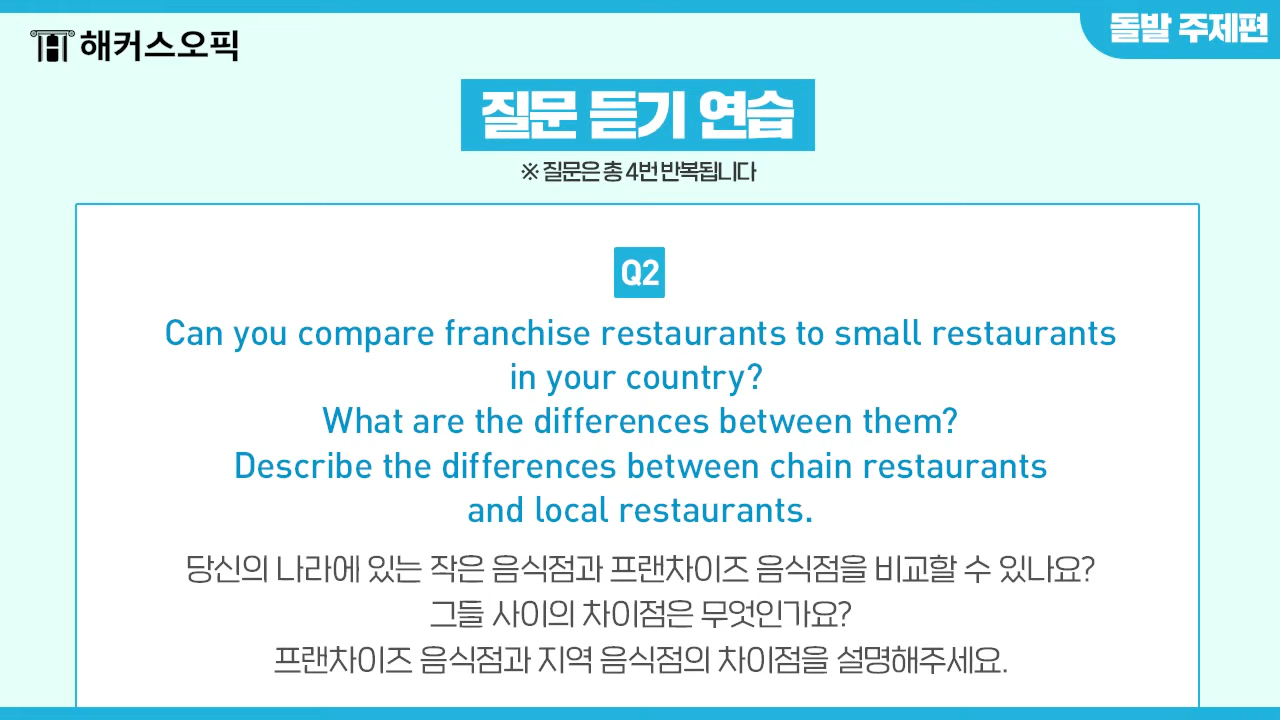 해커스오픽
돌발 주제편
질문 듣기 연습
※ 질문은 총 4번 반복됩니다
Q2
Can you compare franchise restaurants to small restaurants
in your country?
What are the differences between them?
Describe the differences between chain restaurants
and local restaurants.
당신의 나라에 있는 작은 음식점과 프랜차이즈 음식점을 비교할 수 있나요?
그들 사이의 차이점은 무엇인가요?
프랜차이즈 음식점과 지역 음식점의 차이점을 설명해주세요.